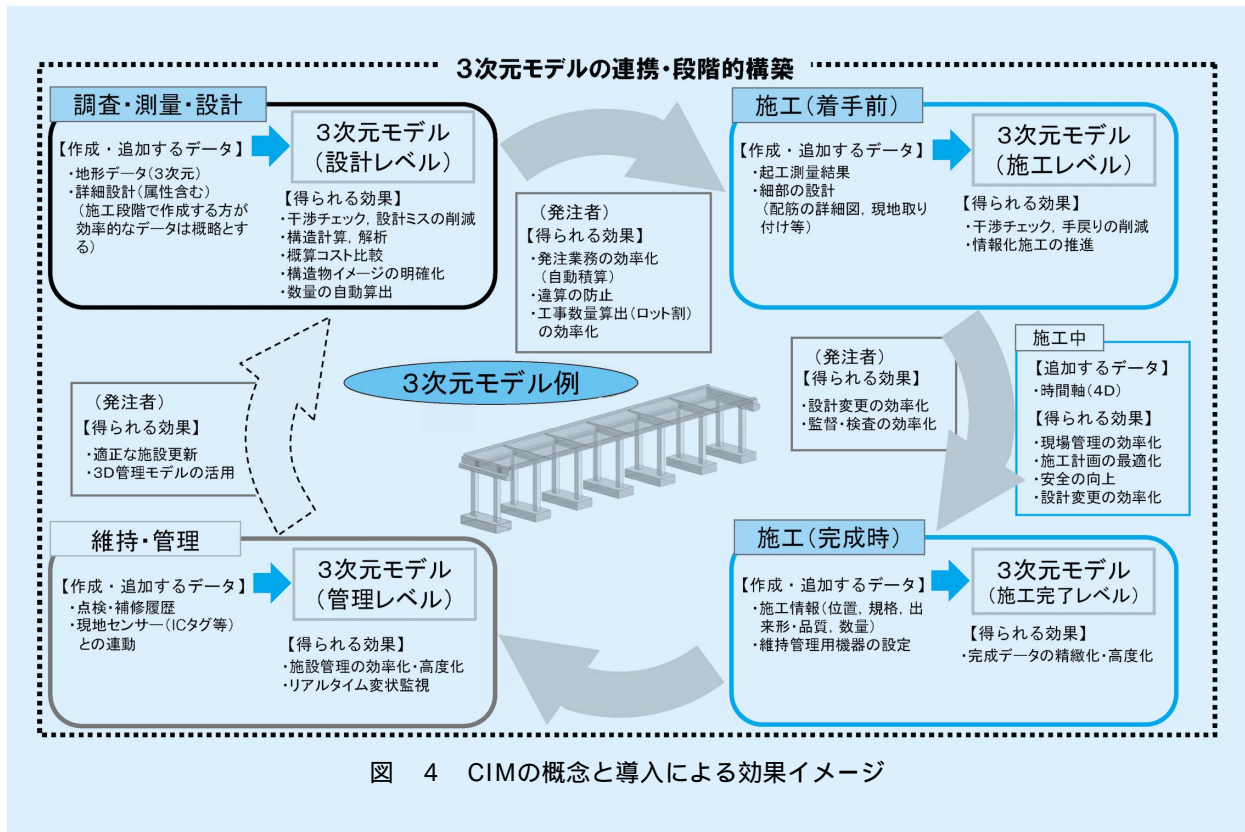 3次元モデルの連携・段階的構築
調査・測量・設計
【作成・追加するデータ】
・地形データ(3次元)
・詳細設計(属性含む)
(施工段階で作成する方が
効率的なデータは概略とす
る)
3次元モデル
(設計レベル)
【得られる効果】
・干渉チェック, 設計ミスの削減
・構造計算, 解析
・概算コスト比較
・構造物イメージの明確化
・数量の自動算出
(発注者)
【得られる効果】
・発注業務の効率化
(自動積算)
・違算の防止
・工事数量算出(ロット割)
の効率化
施工(着手前)
【作成・追加するデータ】
・起工測量結果
・細部の設計
(配筋の詳細図, 現地取り
付け等)
3次元モデル
(施工レベル)
【得られる効果】
・干渉チェック, 手戻りの削減
・情報化施工の推進
(発注者)
【得られる効果】
・設計変更の効率化
・監督・検査の効率化
施工中
【追加するデータ】
・時間軸(4D)
【得られる効果】
・現場管理の効率化
・施工計画の最適化
・安全の向上
・設計変更の効率化
3次元モデル例
(発注者)
【得られる効果】
・適正な施設更新
・3D管理モデルの活用
維持・管理
【作成・追加するデータ】
・点検・補修履歴
・現地センサー(ICタグ等)
との連動
3次元モデル
(管理レベル)
【得られる効果】
・施設管理の効率化・高度化
・リアルタイム変状監視
施工(完成時)
【作成・追加するデータ】
・施工情報(位置, 規格, 出
来形・品質, 数量)
・維持管理用機器の設定
3次元モデル
(施工完了レベル)
【得られる効果】
・完成データの精緻化・高度化
図 4 CIMの概念と導入による効果イメージ